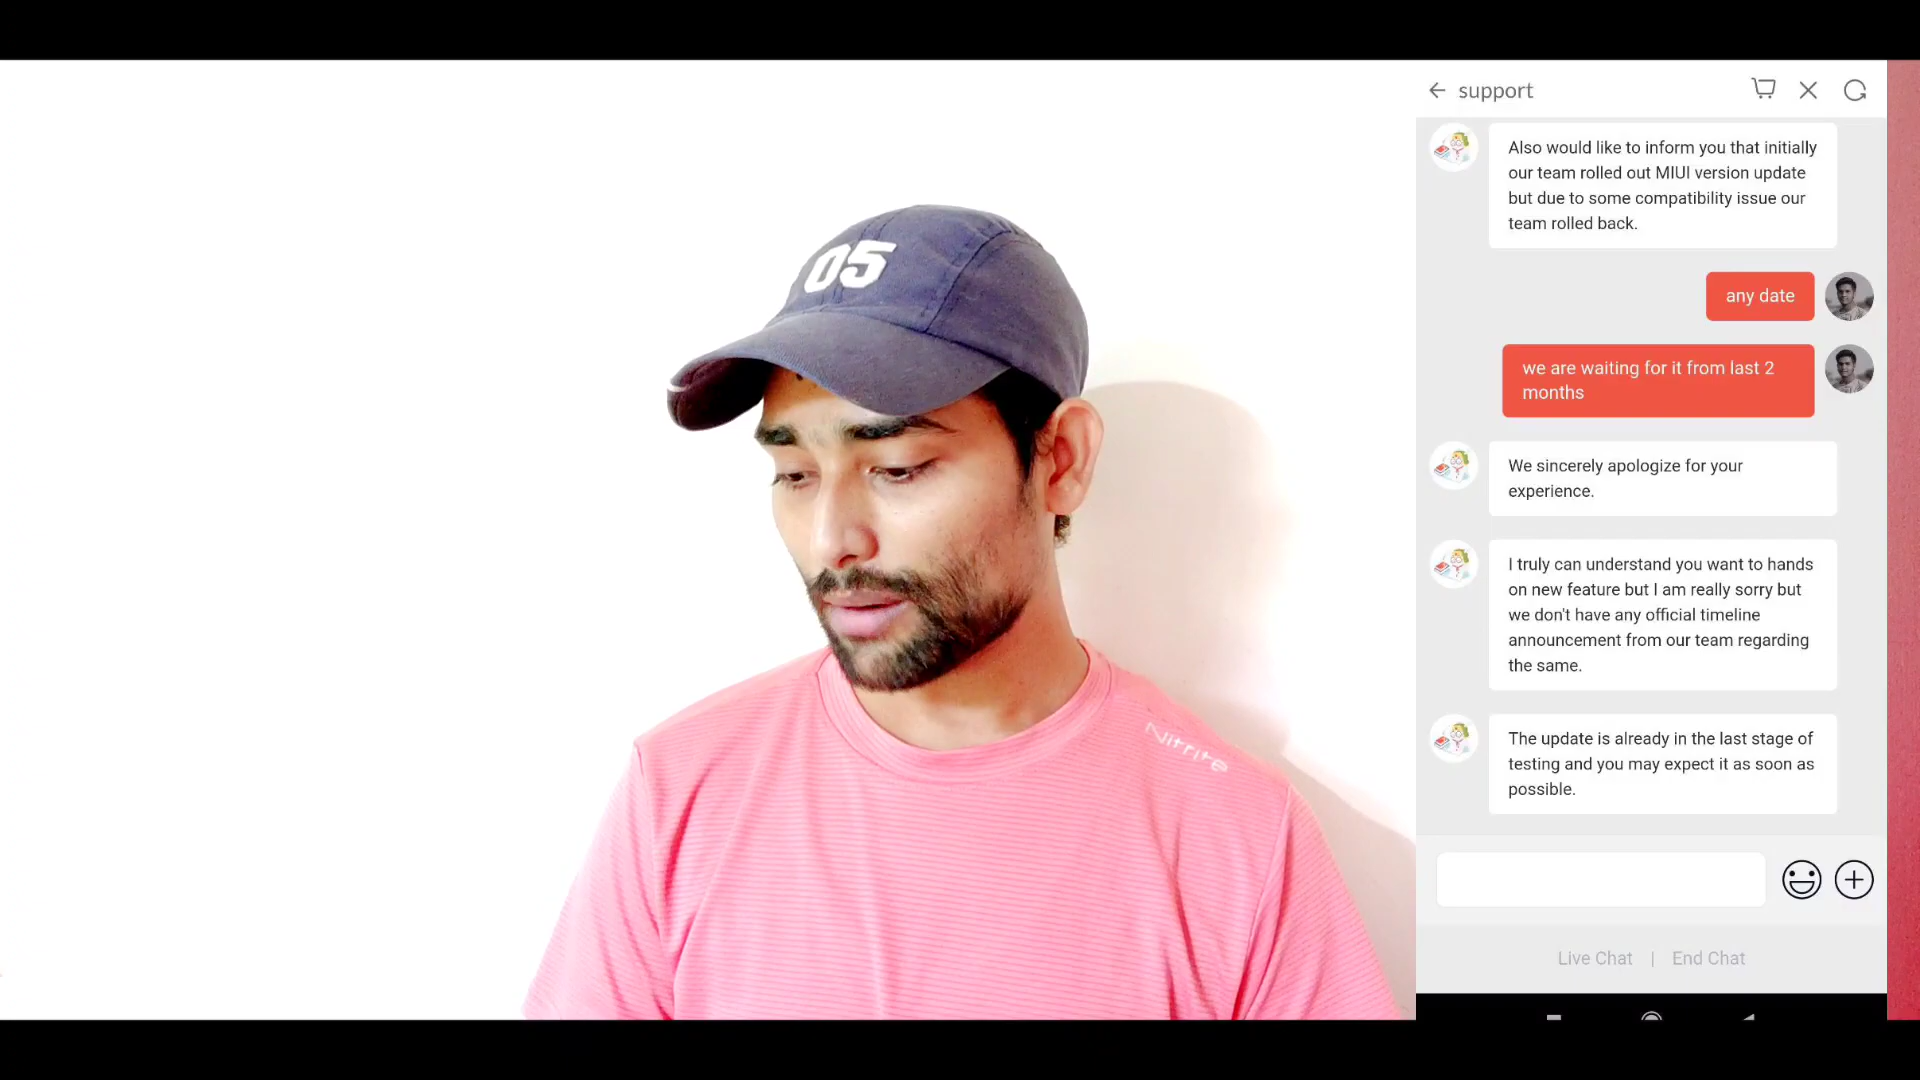 05
Nitrite
support
Also would like to inform you that initially
our team rolled out MIUI version update
but due to some compatibility issue our
team rolled back.
any date
we are waiting for it from last 2
months
We sincerely apologize for your
experience.
I truly can understand you want to hands
on new feature but I am really sorry but
we don't have any official timeline
announcement from our team regarding
the same.
The update is already in the last stage of
testing and you may expect it as soon as
possible.
Live Chat | End Chat